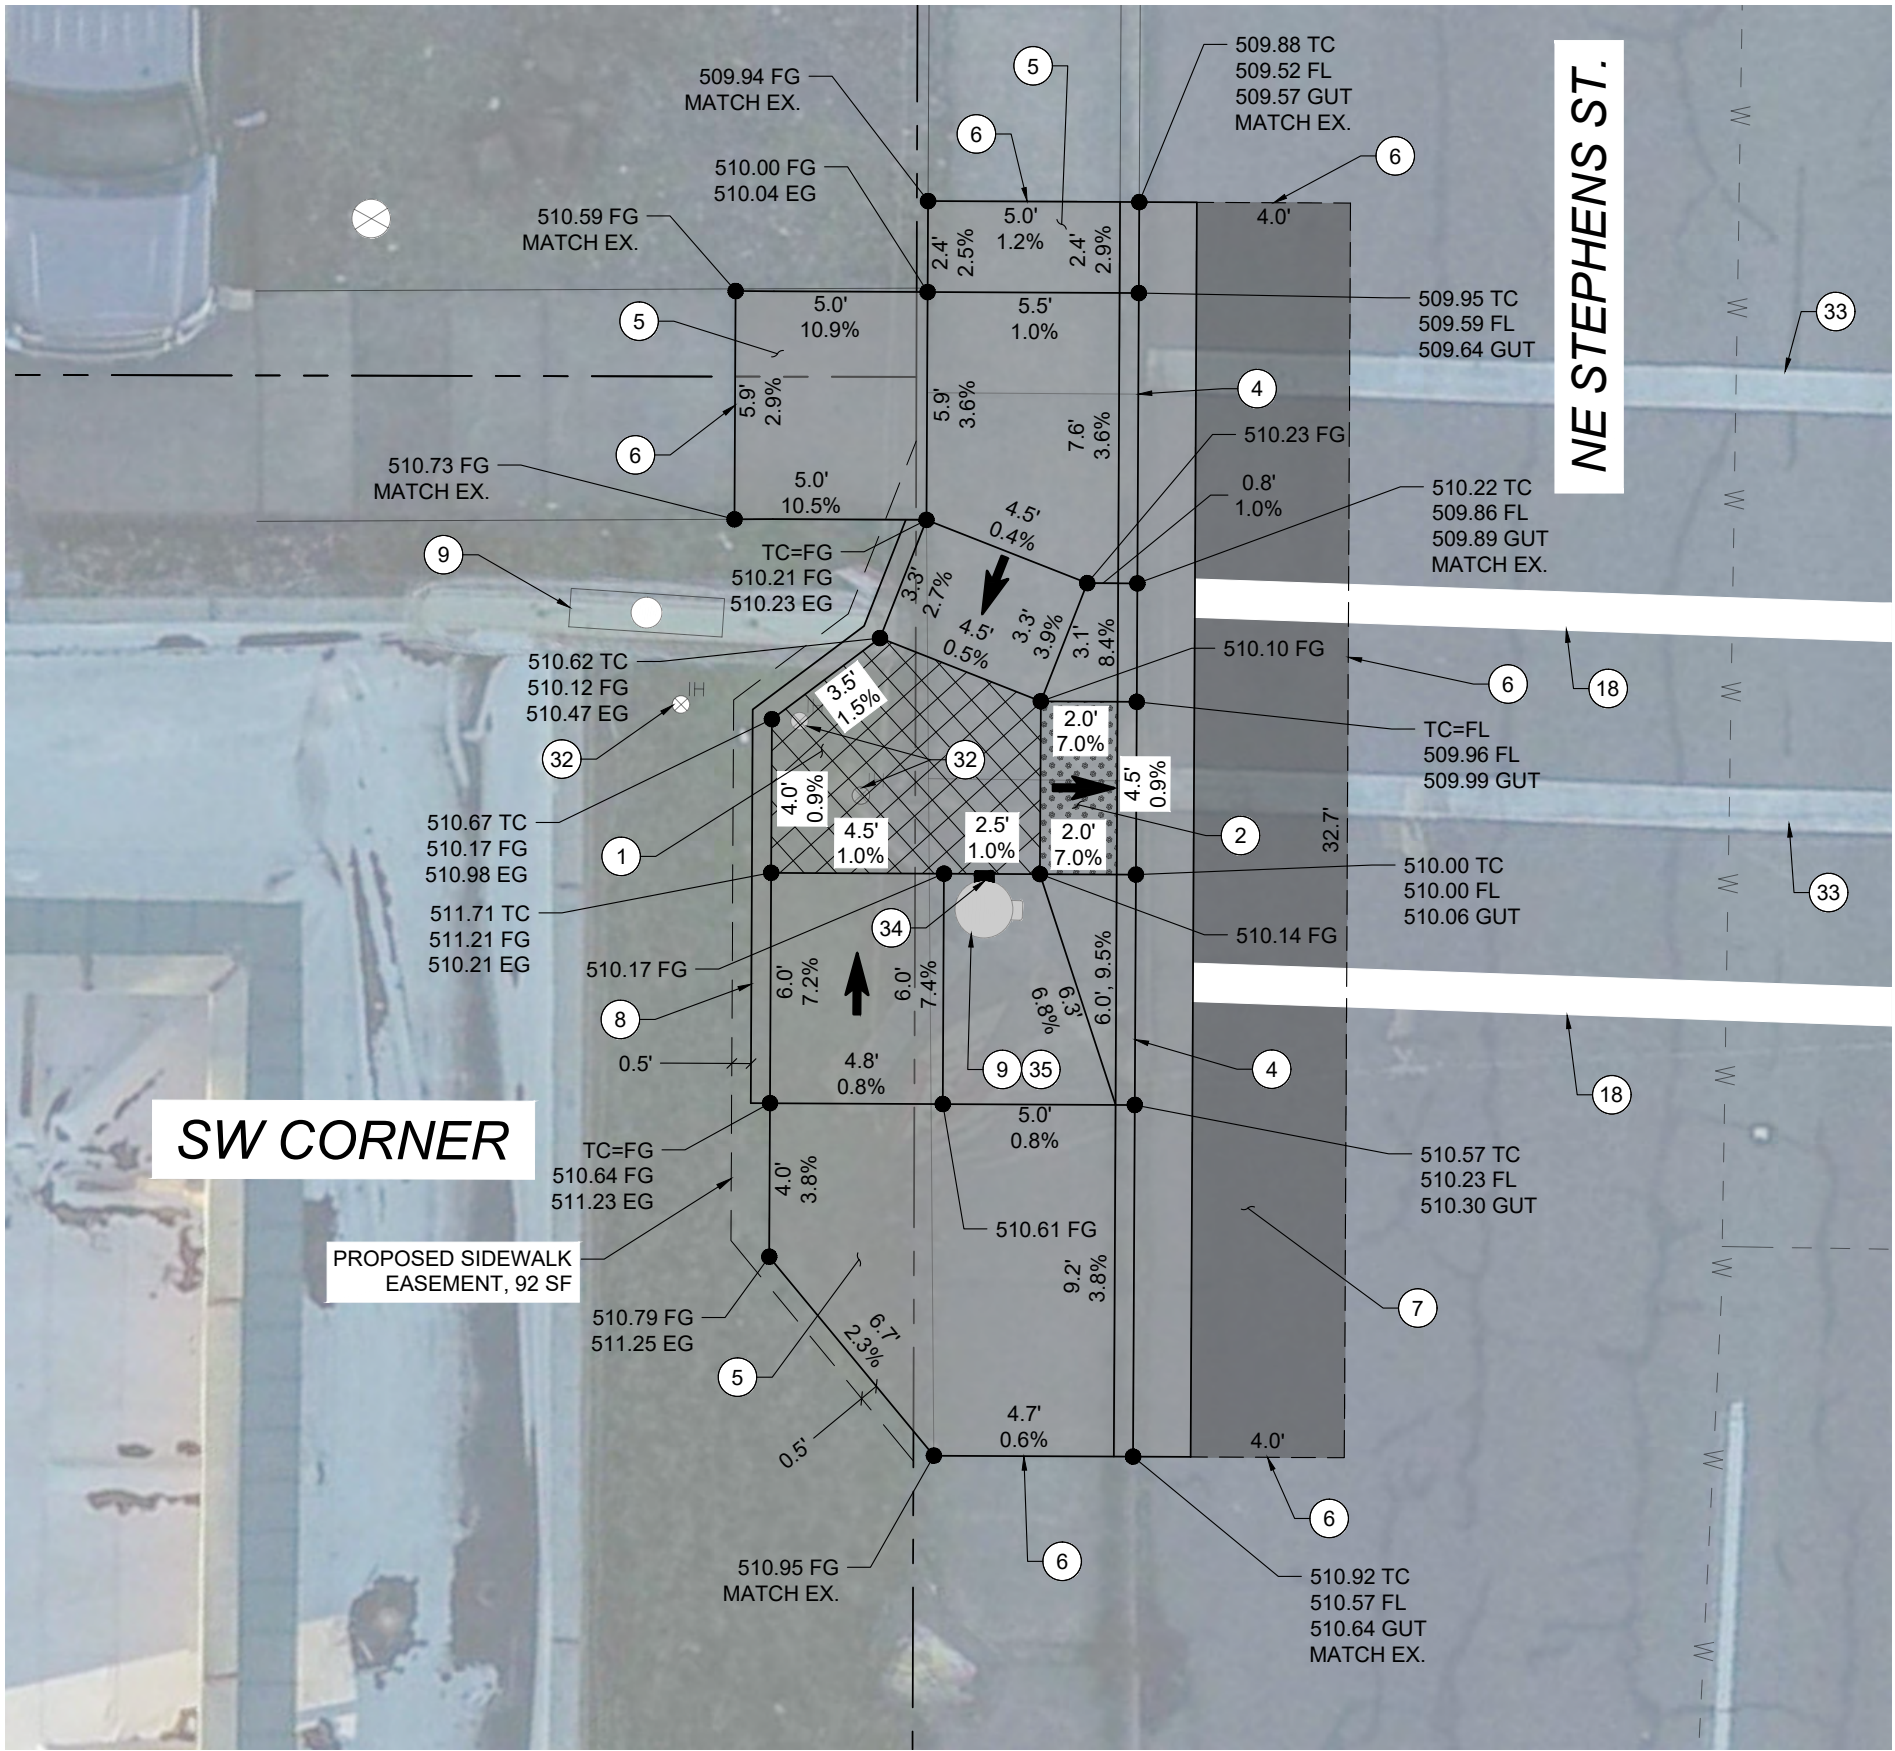 509.88 TC
509.52 FL
509.57 GUT
MATCH EX.
5
509.94 FG
MATCH EX.
6
6
510.00 FG
510.04 EG
510.59 FG
MATCH EX.
NE STEPHENS ST.
5.0'
1.2%
4.0'
2.4'
2.5%
2.4'
2.9%
5.0'
10.9%
5.5'
1.0%
509.95 TC
509.59 FL
509.64 GUT
33
5
5.9'
2.9%
5.9'
3.6%
7.6'
3.6%
4
510.23 FG
6
510.73 FG
MATCH EX.
5.0'
10.5%
0.8'
1.0%
4.5'
0.4%
510.22 TC
509.86 FL
509.89 GUT
MATCH EX.
9
TC=FG
510.21 FG
510.23 EG
3.3'
2.7%
4.5'
0.5%
3.3'
3.9%
3.1'
8.4%
510.10 FG
510.62 TC
510.12 FG
510.47 EG
IH
3.5'
1.5%
6
18
32
32
2.0'
7.0%
TC=FL
509.96 FL
509.99 GUT
4.0'
0.9%
4.5'
0.9%
510.67 TC
510.17 FG
510.98 EG
1
4.5'
1.0%
2.5'
1.0%
2.0'
7.0%
2
32.7'
510.00 TC
510.00 FL
510.06 GUT
33
511.71 TC
511.21 FG
510.21 EG
34
510.14 FG
510.17 FG
6.0'
7.2%
6.0'
7.4%
6.3'
6.8%
6.0', 9.5%
8
0.5'
4.8'
0.8%
9
35
4
18
SW CORNER
5.0'
0.8%
TC=FG
510.64 FG
511.23 EG
4.0'
3.8%
510.57 TC
510.23 FL
510.30 GUT
510.61 FG
PROPOSED SIDEWALK
EASEMENT, 92 SF
9.2'
3.8%
7
510.79 FG
511.25 EG
6.7'
2.3%
5
0.5'
4.7'
0.6%
4.0'
6
510.95 FG
MATCH EX.
6
510.92 TC
510.57 FL
510.64 GUT
MATCH EX.
W
W
W
W
W
W
W
W
W
W